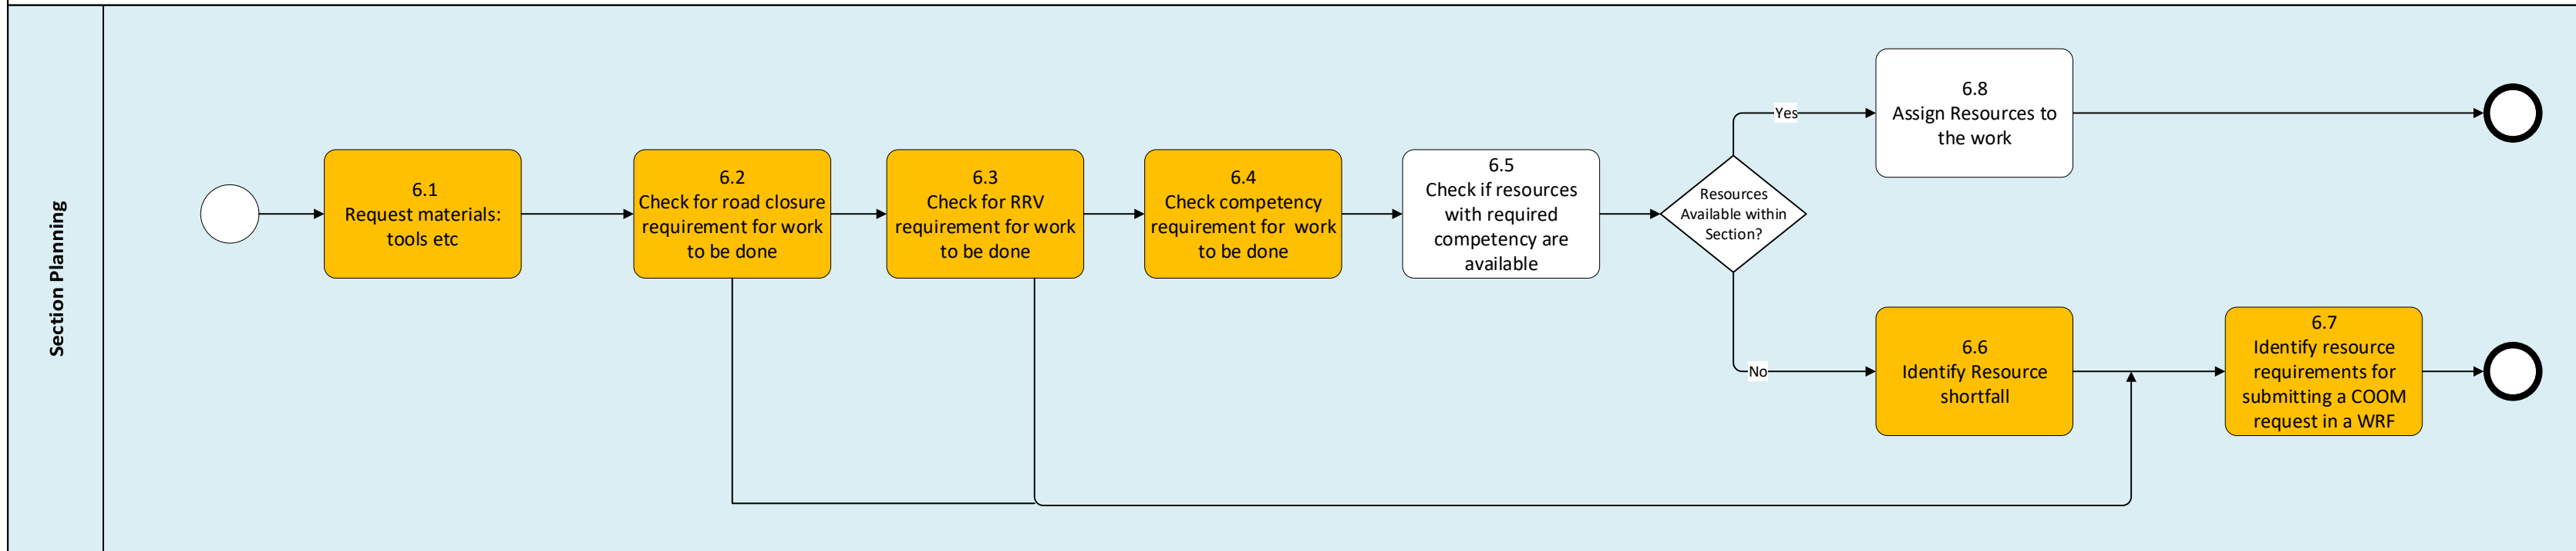 Section Planning
6.1
Request materials:
tools etc
6.2
Check for road closure
requirement for work
to be done
6.3
Check for RRV
requirement for work
to be done
6.4
Check competency
requirement for  work
to be done
6.5
Check if resources
with required
competency are
available
Resources
Available within
Section?
Yes
6.8
Assign Resources to
the work
No
6.6
Identify Resource
shortfall
6.7
Identify resource
requirements for
submitting a COOM
request in a WRF